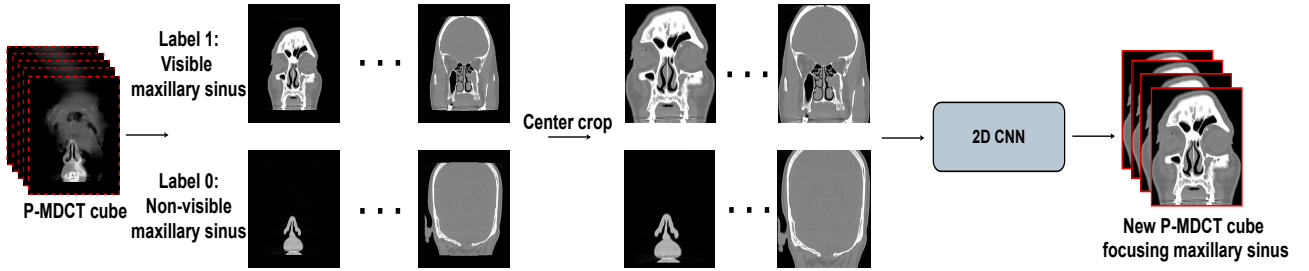 P-MDCT cube
Label 1:
Visible
maxillary sinus
Label 0:
Non-visible
maxillary sinus
Center crop
2D CNN
New P-MDCT cube
focusing maxillary sinus